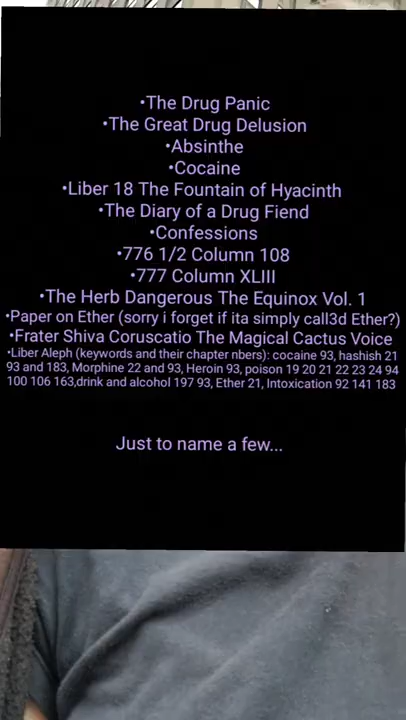 •The Drug Panic
•The Great Drug Delusion
•Absinthe
•Cocaine
•Liber 18 The Fountain of Hyacinth
•The Diary of a Drug Fiend
•Confessions
•776 1/2 Column 108
•777 Column XLIII
•The Herb Dangerous The Equinox Vol. 1
•Paper on Ether (sorry i forget if ita simply call3d Ether?)
•Frater Shiva Coruscatio The Magical Cactus Voice
•Liber Aleph (keywords and their chapter nbers): cocaine 93, hashish 21
93 and 183, Morphine 22 and 93, Heroin 93, poison 19 20 21 22 23 24 94
100 106 163,drink and alcohol 197 93, Ether 21, Intoxication 92 141 183
Just to name a few...